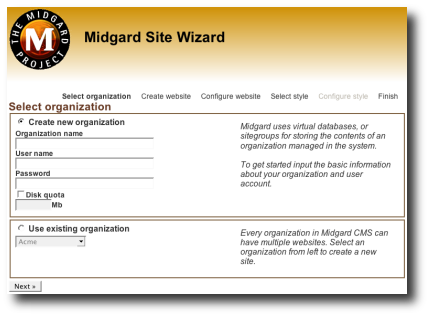 THE MIDGARD PROJECT
M
Midgard Site Wizard
Select organization Create website Configure website Select style Configure style Finish
Select organization
Create new organization
Organization name
User name
Password
Disk quota
Mb
Midgard uses virtual databases, or
sitegroups for storing the contents of an
organization managed in the system.
To get started input the basic information
about your organization and user
account.
Use existing organization
Acme
Every organization in Midgard CMS can
have multiple websites. Select an
organization from left to create a new
site.
Next »